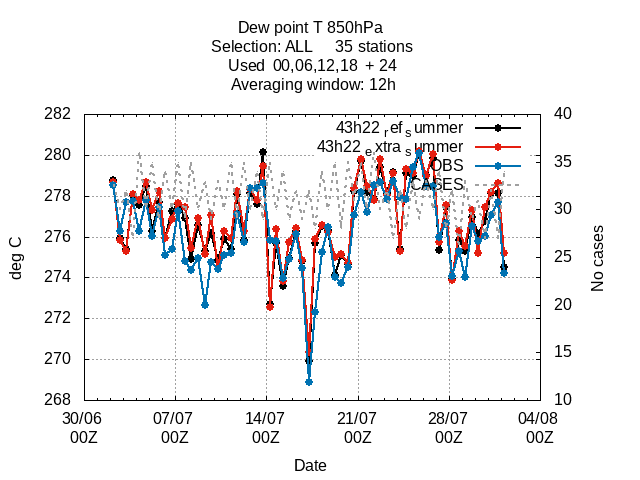 Dew point T 850hPa
Selection: ALL 35 stations
Used 00,06,12,18 + 24
Averaging window: 12h
43h22 ref summer
43h22 extra summer
OBS
CASES
282
280
278
276
274
272
270
268
deg C
40
35
30
25
20
15
10
No cases
30/06 07/07 14/07 21/07 28/07 04/08
00Z 00Z 00Z 00Z 00Z 00Z
Date